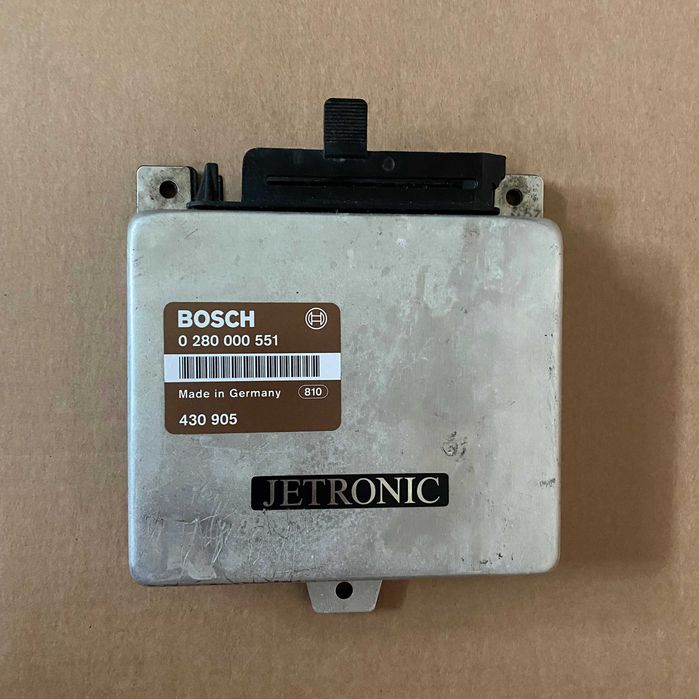 BOSCH
0 280 000 551
Made in Germany 810
430 905
JETRONIC